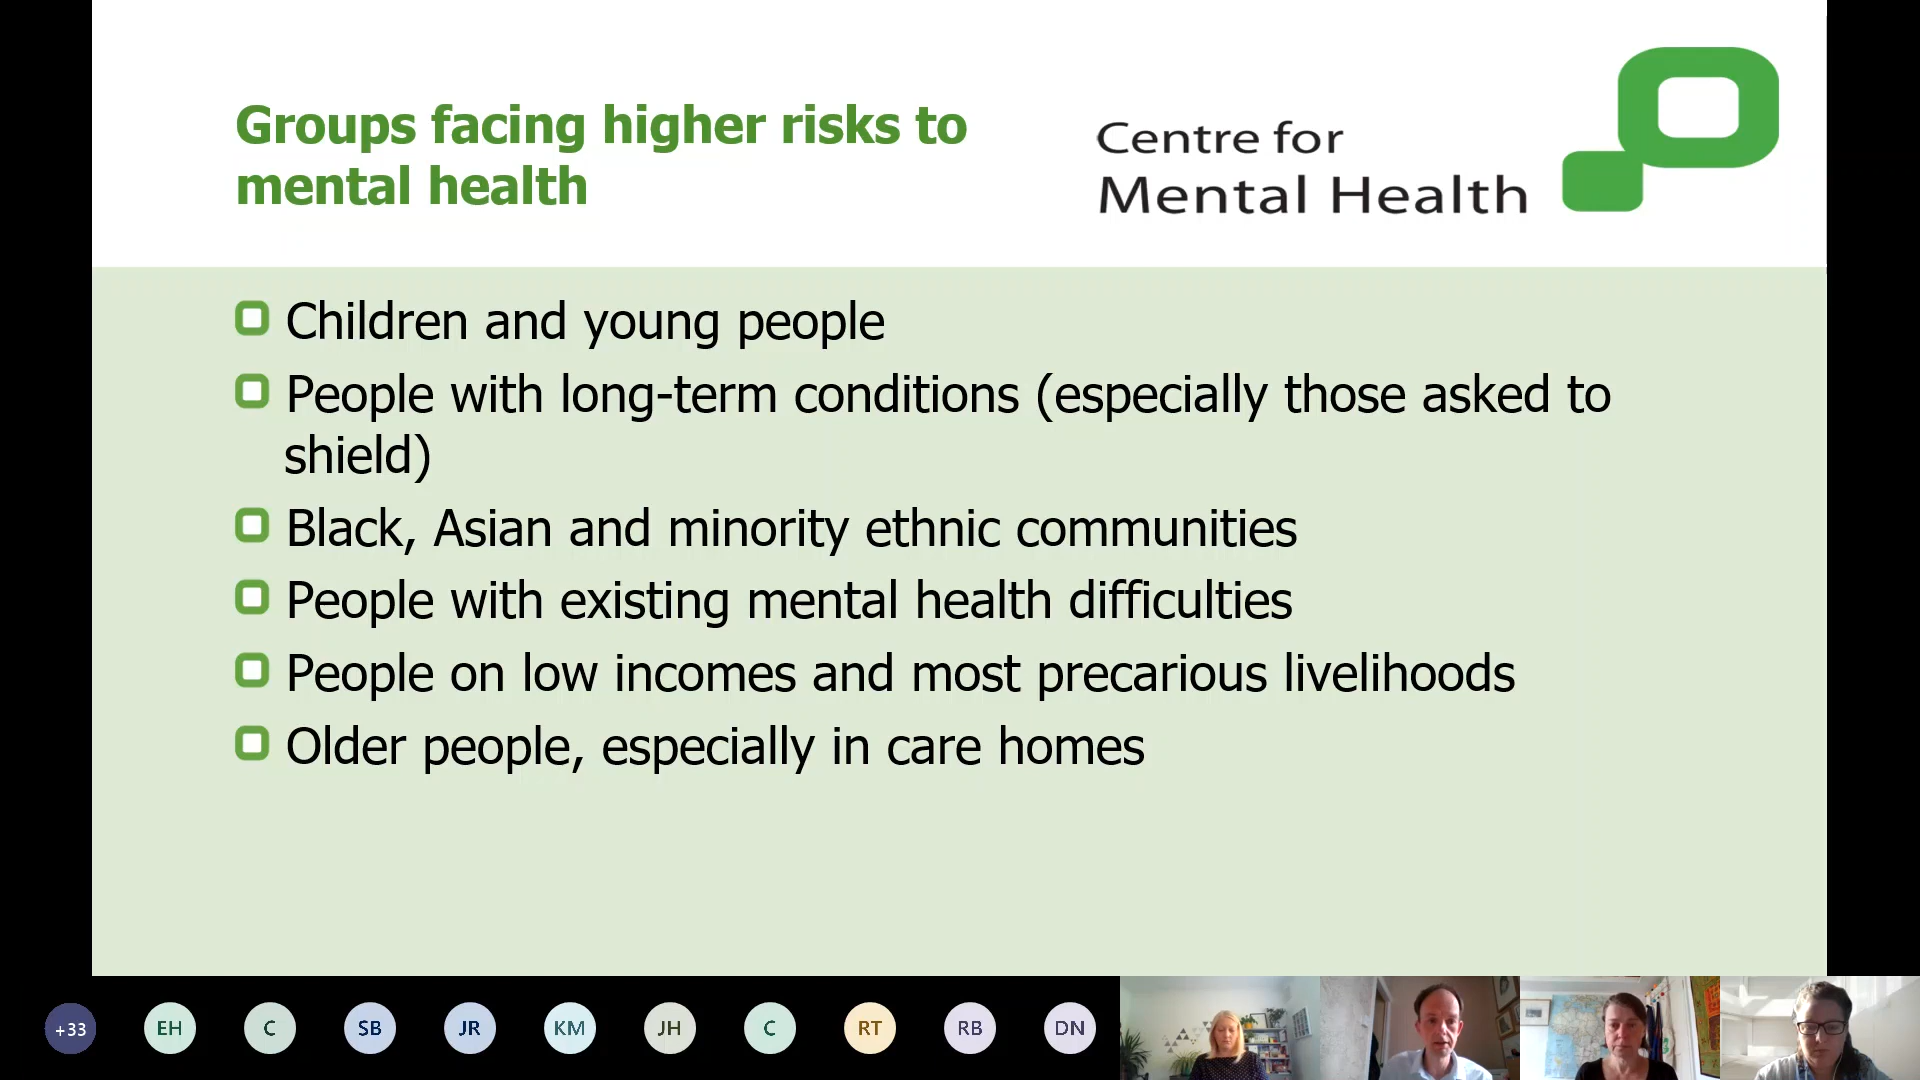 Groups facing higher risks to
mental health
Centre for
Mental Health
Children and young people
People with long-term conditions (especially those asked to
shield)
Black, Asian and minority ethnic communities
People with existing mental health difficulties
People on low incomes and most precarious livelihoods
Older people, especially in care homes
+33
EH
C
SB
JR
KM
JH
C
RT
RB
DN